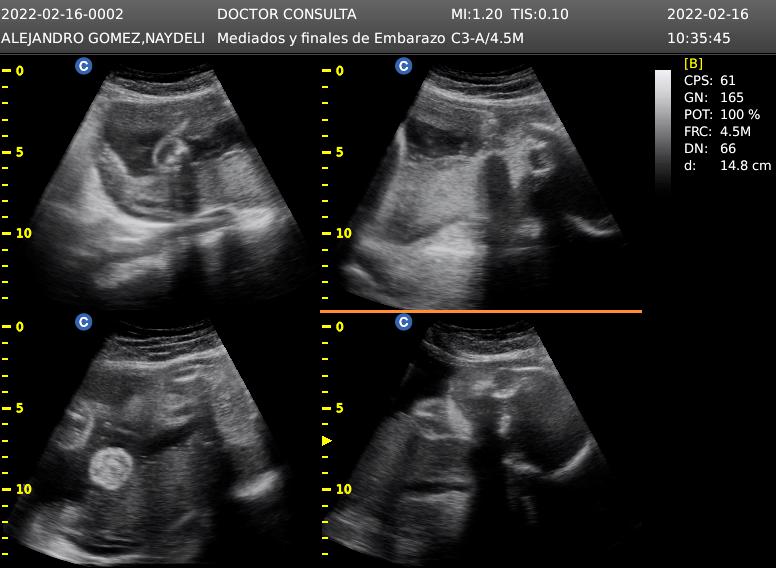 2022-02-16-0002 DOCTOR CONSULTA MI:1.20 TIS:0.10 2022-02-16
ALEJANDRO GOMEZ,NAYDELI Mediados y finales de Embarazo C3-A/4.5M 10:35:45
C C
0 0
5 5
10 10
[B]
CPS: 61
GN: 165
POT: 100 %
FRC: 4.5M
DN: 66
d: 14.8 cm
C C
0 0
5 5
10 10